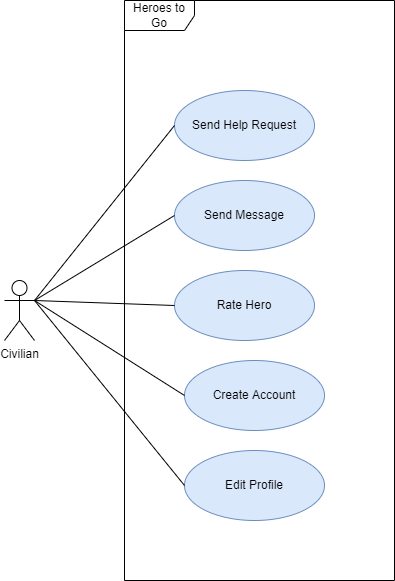 Heroes to
Go
Send Help Request
Send Message
Rate Hero
Civilian
Create Account
Edit Profile